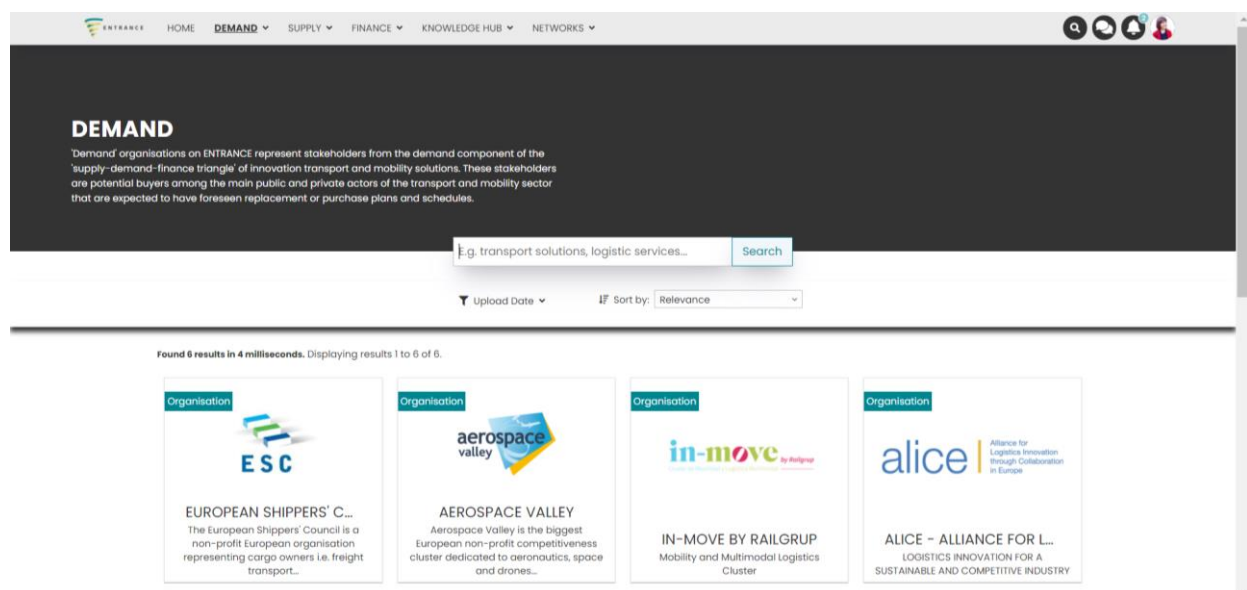 ENTRANCE HOME DEMAND SUPPLY FINANCE KNOWLEDGE HUB NETWORKS
DEMAND
'Demand' organisations on ENTRANCE represent stakeholders from the demand component of the
'supply-demand-finance triangle' of innovation transport and mobility solutions. These stakeholders
are potential buyers among the main public and private actors of the transport and mobility sector
that are expected to have foreseen replacement or purchase plans and schedules.
E.g. transport solutions, logistic services... Search
Upload Date Sort by: Relevance
Found 6 results in 4 milliseconds. Displaying results 1 to 6 of 6.
Organisation
ESC
EUROPEAN SHIPPERS' C...
The European Shippers' Council is a
non-profit European organisation
representing cargo owners i.e. freight
transport...
Organisation
aerospace
valley
AEROSPACE VALLEY
Aerospace Valley is the biggest
European non-profit competitiveness
cluster dedicated to aeronautics, space
and drones...
Organisation
in-move by Railgrup
IN-MOVE BY RAILGRUP
Mobility and Multimodal Logistics
Cluster
Organisation
alice
Alliance for
Logistics Innovation
through Collaboration
in Europe
ALICE - ALLIANCE FOR L...
LOGISTICS INNOVATION FOR A
SUSTAINABLE AND COMPETITIVE INDUSTRY